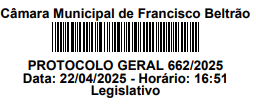 Câmara Municipal de Francisco Beltrão
PROTOCOLO GERAL 662/2025
Data: 22/04/2025 - Horário: 16:51
Legislativo